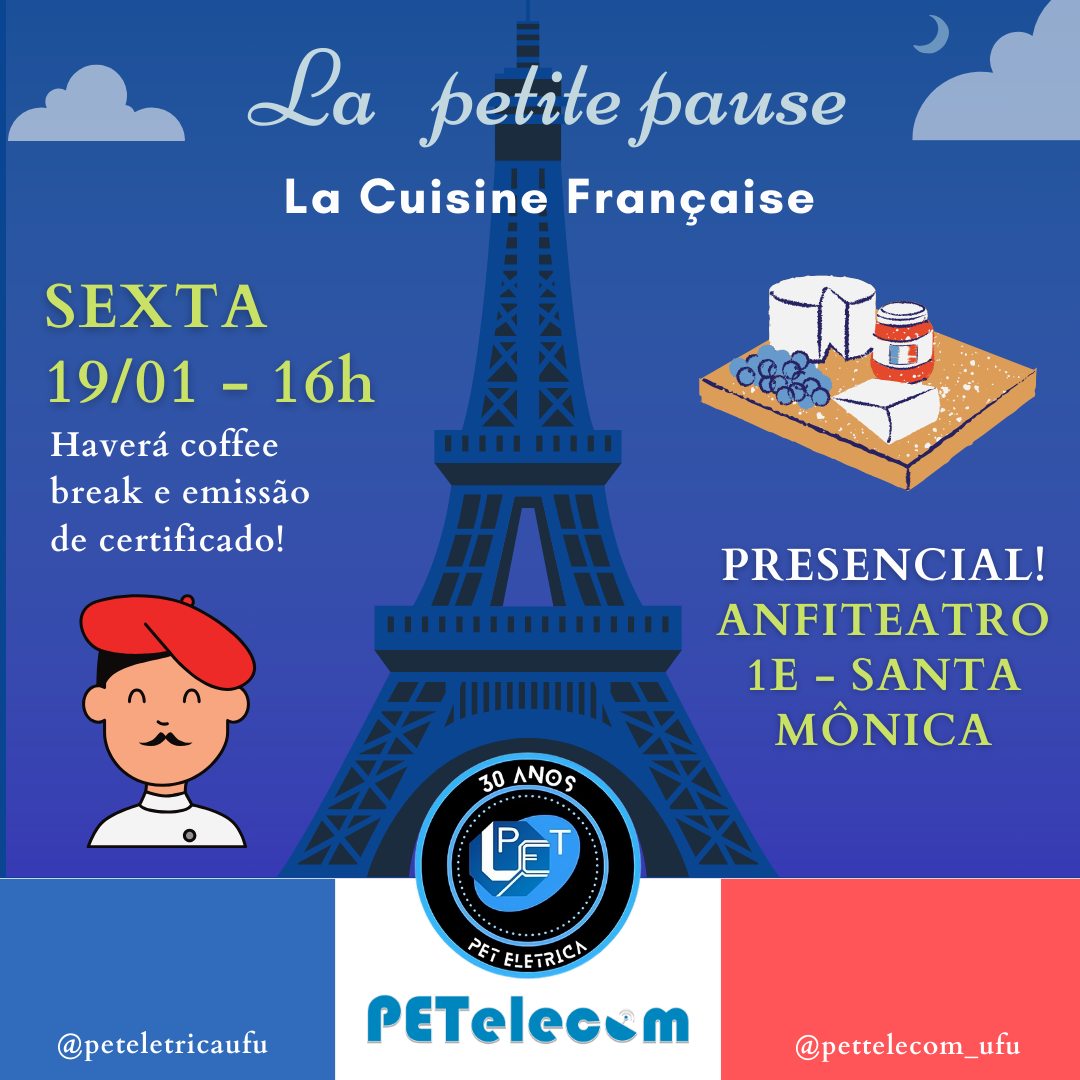 La petite pause
La Cuisine Française
SEXTA
19/01 - 16h
Haverá coffee
break e emissão
de certificado!
PRESENCIAL!
ANFITEATRO
1E - SANTA
MÔNICA
30 ANOS
PET
PET ELETRICA
PETelecom
@peteletricaufu
@pettelecom_ufu